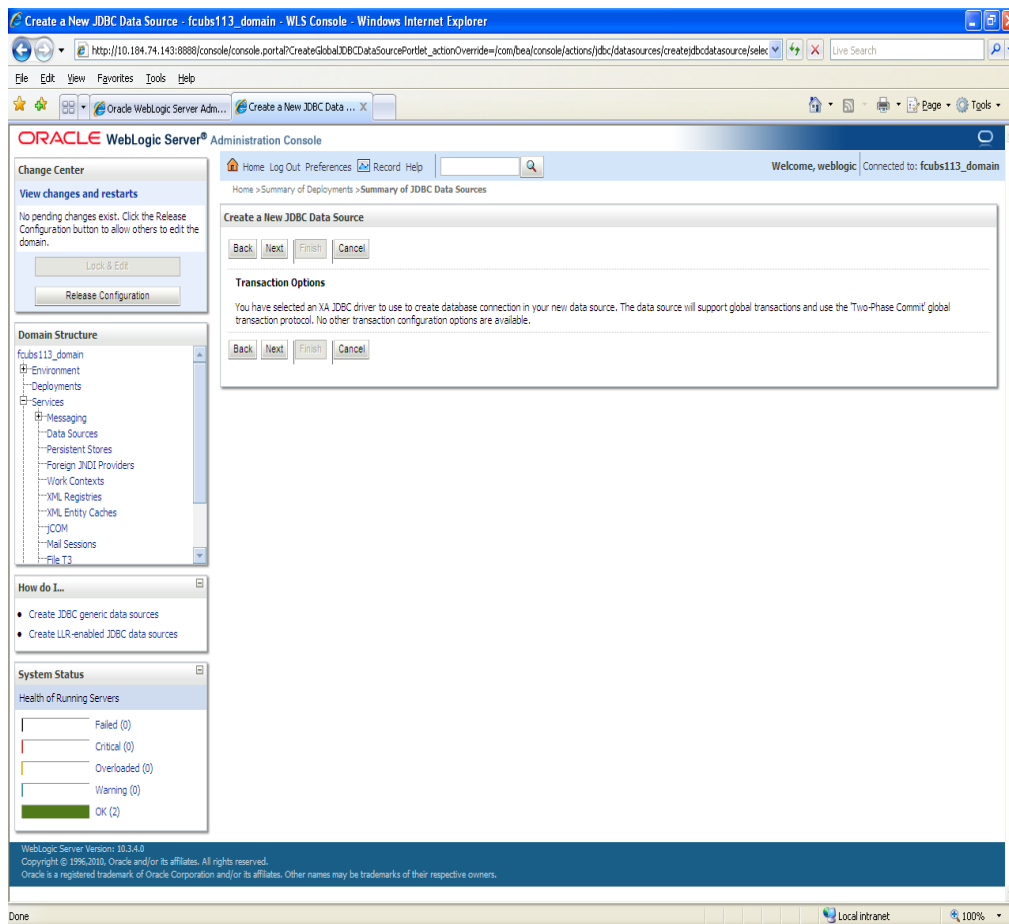 Create a New JDBC Data Source - fcubs113_domain - WLS Console - Windows Internet Explorer
http://10.184.74.143:8888/console/console.portal?CreateGlobalJDBCDataSourcePortlet_actionOverride=/com/bea/console/actions/jdbc/datasources/createjdbcdatasource/selec
Live Search
File Edit View Favorites Tools Help
Oracle WebLogic Server Adm... Create a New JDBC Data ... X Page Tools
ORACLE WebLogic Server® Administration Console
Change Center
View changes and restarts
No pending changes exist. Click the Release
Configuration button to allow others to edit the
domain.
Lock & Edit
Release Configuration
Domain Structure
fcubs113_domain
Environment
Deployments
Services
Messaging
Data Sources
Persistent Stores
Foreign JNDI Providers
Work Contexts
XML Registries
XML Entity Caches
jCOM
Mail Sessions
File T3
How do I...
Create JDBC generic data sources
Create LLR-enabled JDBC data sources
System Status
Health of Running Servers
Failed (0)
Critical (0)
Overloaded (0)
Warning (0)
OK (2)
Home Log Out Preferences Record Help
Welcome, weblogic Connected to: fcubs113_domain
Home >Summary of Deployments >Summary of JDBC Data Sources
Create a New JDBC Data Source
Back Next Finish Cancel
Transaction Options
You have selected an XA JDBC driver to use to create database connection in your new data source. The data source will support global transactions and use the 'Two-Phase Commit' global
transaction protocol. No other transaction configuration options are available.
Back Next Finish Cancel
WebLogic Server Version: 10.3.4.0
Copyright © 1996,2010, Oracle and/or its affiliates. All rights reserved.
Oracle is a registered trademark of Oracle Corporation and/or its affiliates. Other names may be trademarks of their respective owners.
Done Local intranet 100%